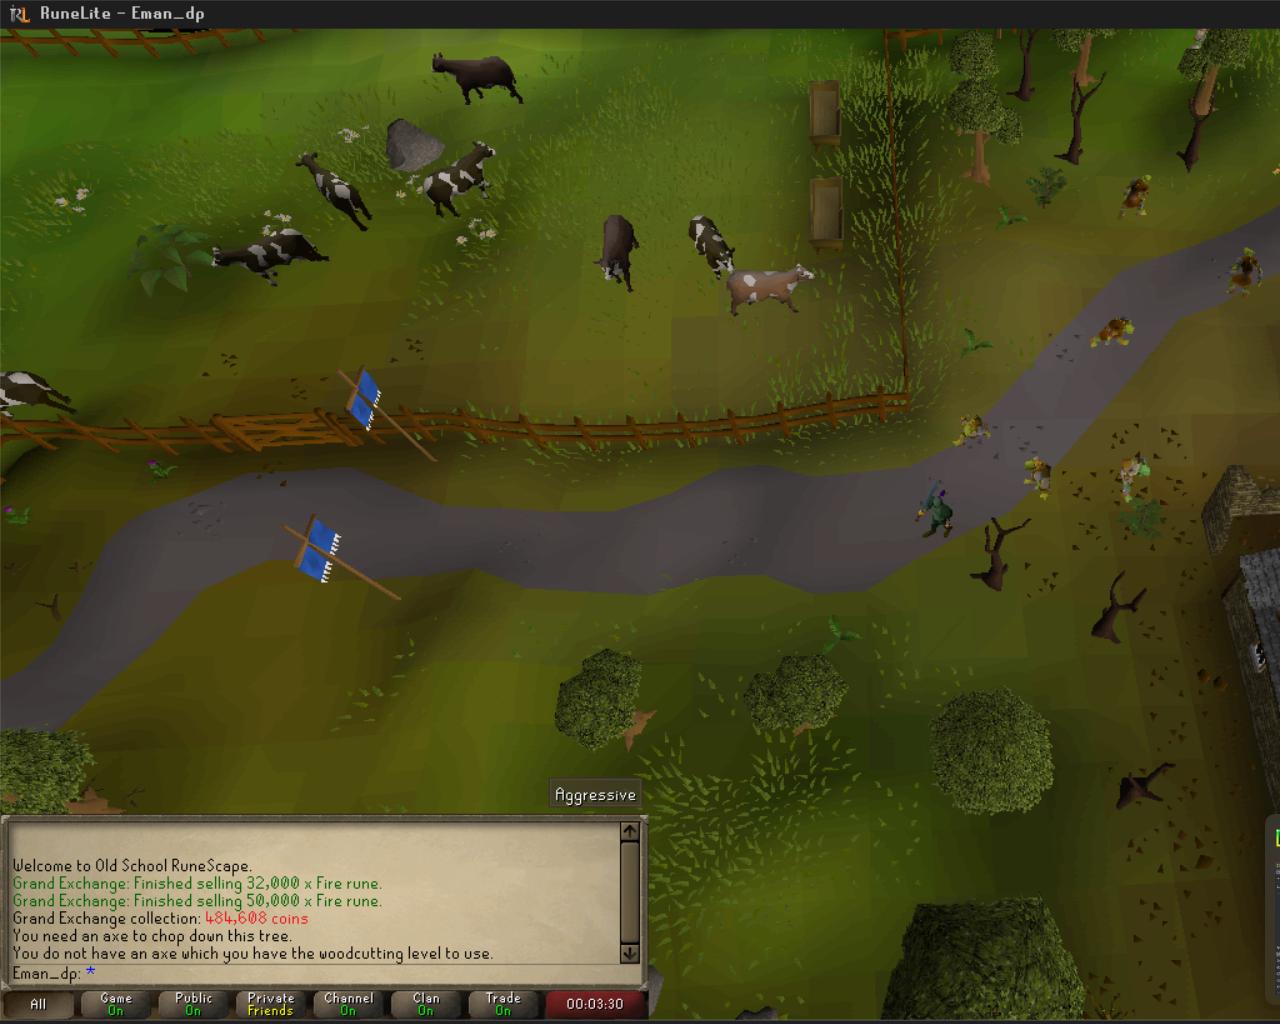 RuneLite - Eman_dp
Aggressive
Welcome to Old School RuneScape.
Grand Exchange: Finished selling 32,000 x Fire rune.
Grand Exchange: Finished selling 50,000 x Fire rune.
Grand Exchange collection: 484,608 coins
You need an axe to chop down this tree.
You do not have an axe which you have the woodcutting level to use.
Eman_dp: *
All
Game
On
Public
On
Private
Friends
Channel
On
Clan
On
Trade
On
00:03:30